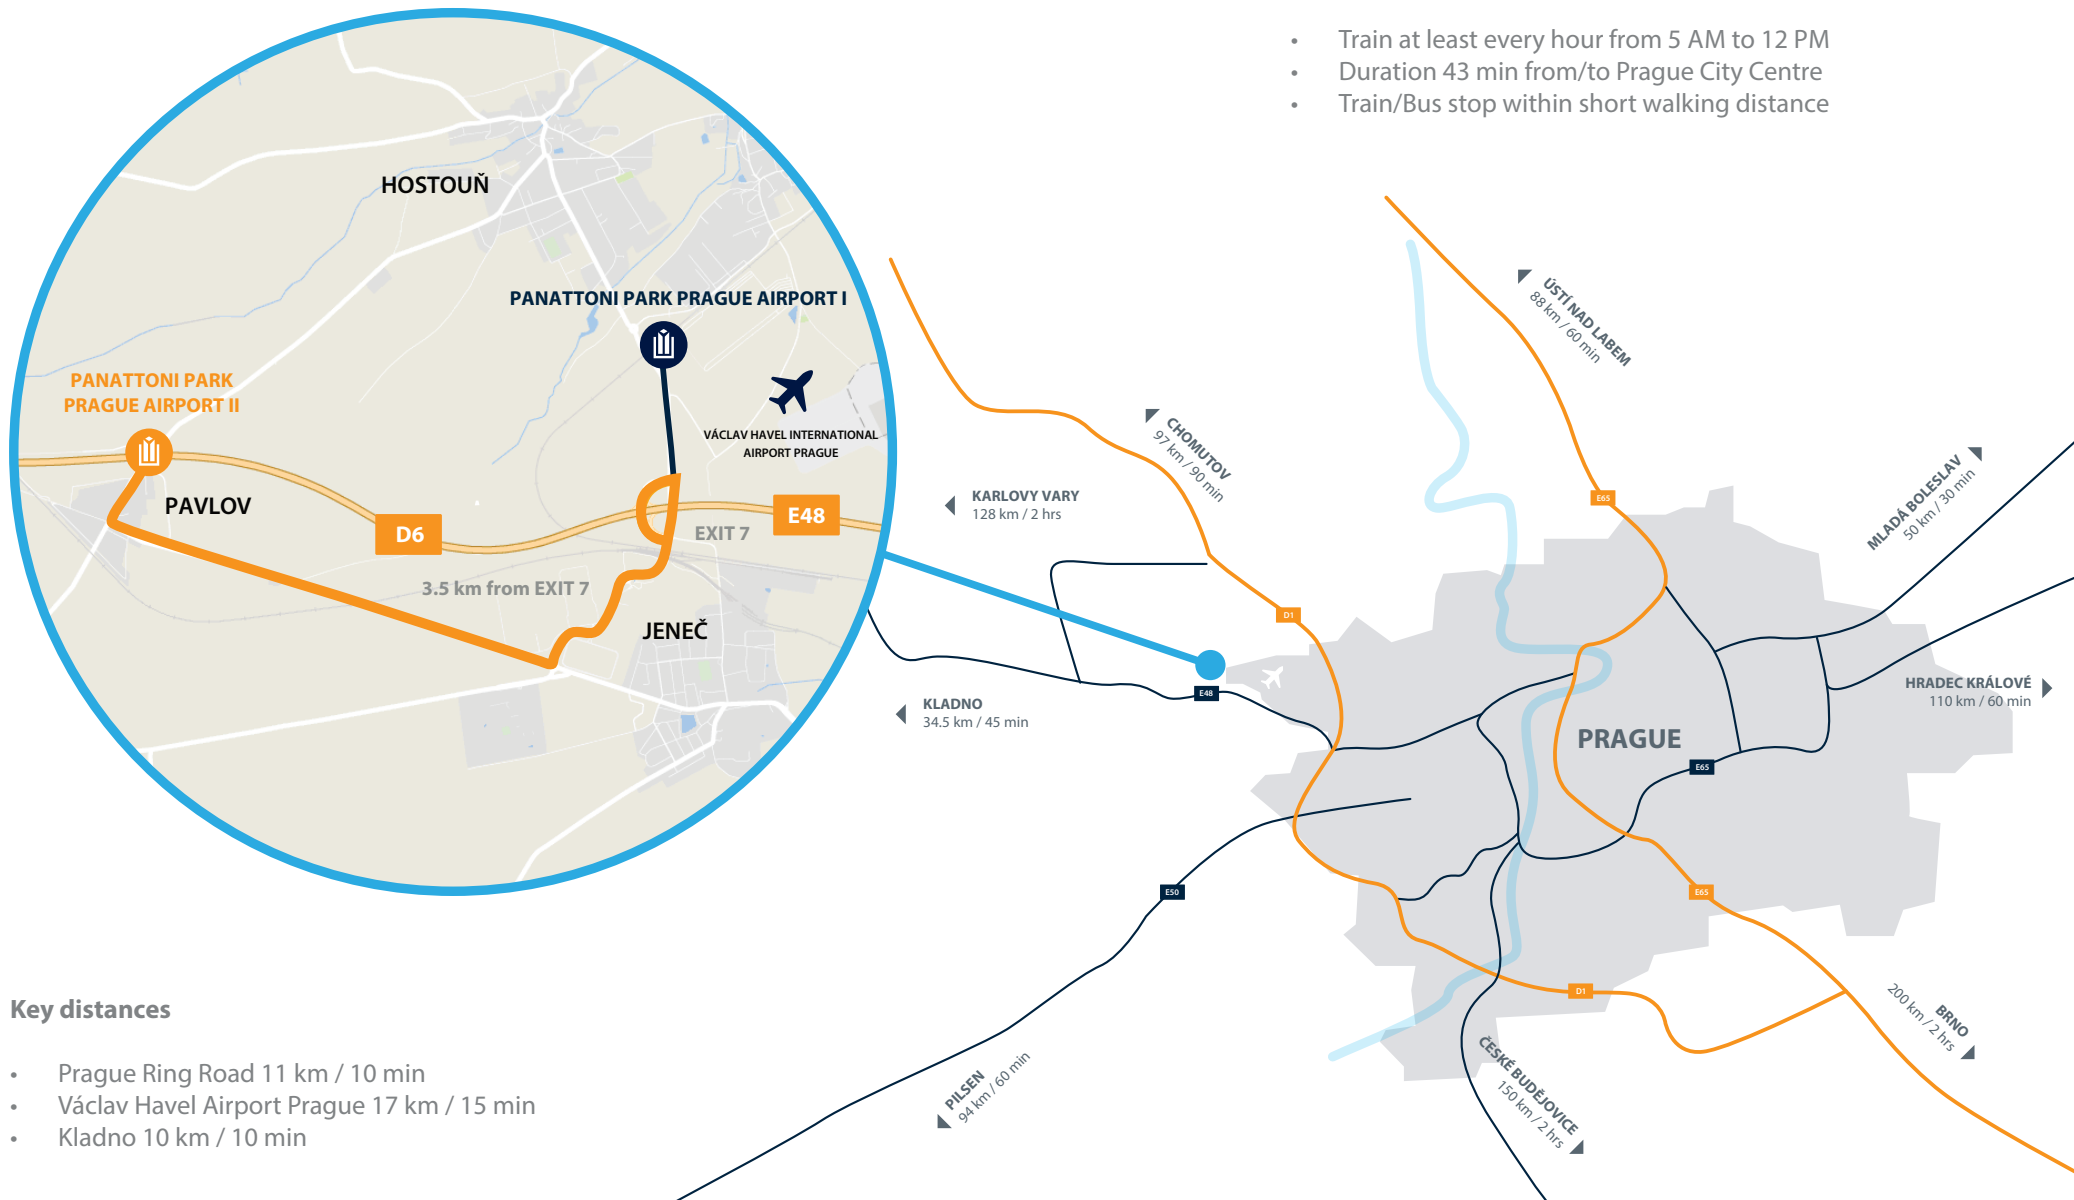 • Train at least every hour from 5 AM to 12 PM
• Duration 43 min from/to Prague City Centre
• Train/Bus stop within short walking distance
HOSTOUŇ
PANATTONI PARK PRAGUE AIRPORT I
PANATTONI PARK
PRAGUE AIRPORT II
VÁCLAV HAVEL INTERNATIONAL
AIRPORT PRAGUE
PAVLOV
D6
E48
EXIT 7
3.5 km from EXIT 7
JENEČ
ÚSTÍ NAD LABEM
88 km / 60 min
CHOMUTOV
97 km / 90 min
KARLOVY VARY
128 km / 2 hrs
E65
MLADÁ BOLESLAV
50 km / 30 min
D1
E48
KLADNO
34.5 km / 45 min
HRADEC KRÁLOVÉ
110 km / 60 min
PRAGUE
E65
E50
E65
D1
BRNO
200 km / 2 hrs
ČESKÉ BUDĚJOVICE
150 km / 2 hrs
PILSEN
94 km / 60 min
Key distances
• Prague Ring Road 11 km / 10 min
• Václav Havel Airport Prague 17 km / 15 min
• Kladno 10 km / 10 min